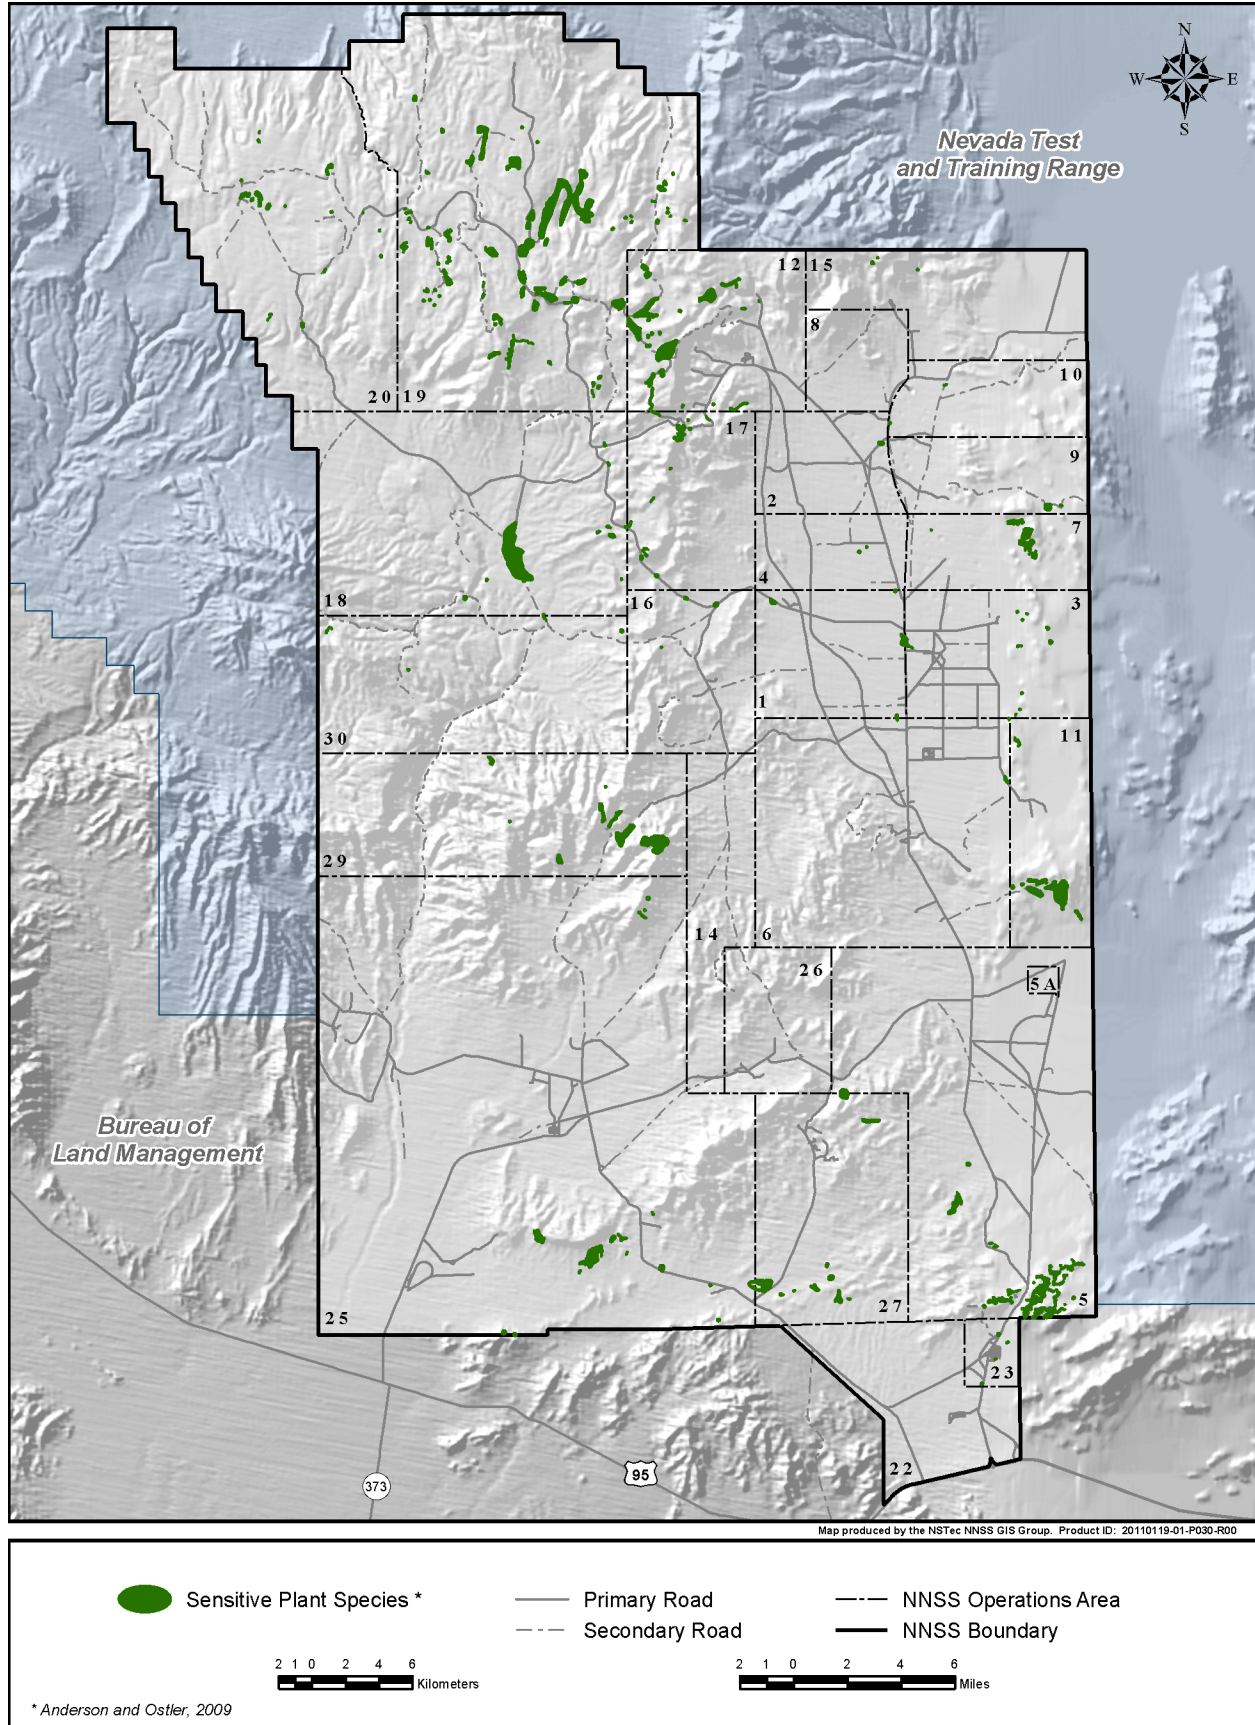 N
W E
S
Nevada Test
and Training Range
12 15
8
10
20 19
17
9
2
7
4
18
16
3
1
30
11
29
14
6
26
5A
Bureau of
Land Management
25
27
5
23
22
95
373
Map produced by the NSTec NNSS GIS Group. Product ID: 20110119-01-P030-R00
Sensitive Plant Species *
Primary Road
NNSS Operations Area
Secondary Road
NNSS Boundary
2 1 0 2 4 6
Kilometers
2 1 0 2 4 6
Miles
* Anderson and Ostler, 2009